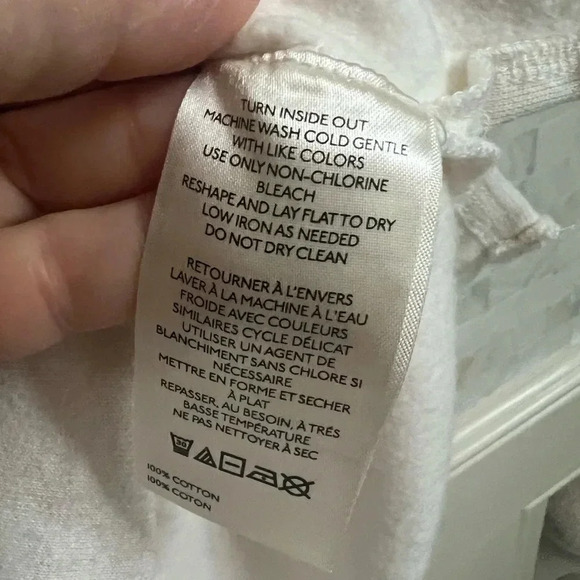 TURN INSIDE OUT
MACHINE WASH COLD GENTLE
WITH LIKE COLORS
USE ONLY NON-CHLORINE
BLEACH
RESHAPE AND LAY FLAT TO DRY
LOW IRON AS NEEDED
DO NOT DRY CLEAN
RETOURNER À L'ENVERS
LAVER À LA MACHINE À L'EAU
FROIDE AVEC COULEURS
SIMILAIRES CYCLE DÉLICAT
UTILISER UN AGENT DE
BLANCHIMENT SANS CHLORE SI
NÉCESSAIRE
METTRE EN FORME ET SECHER
À PLAT
REPASSER, AU BESOIN, À TRÉS
BASSE TEMPÉRATURE
NE PAS NETTOYER À SEC
30
100% COTTON
100% COTON